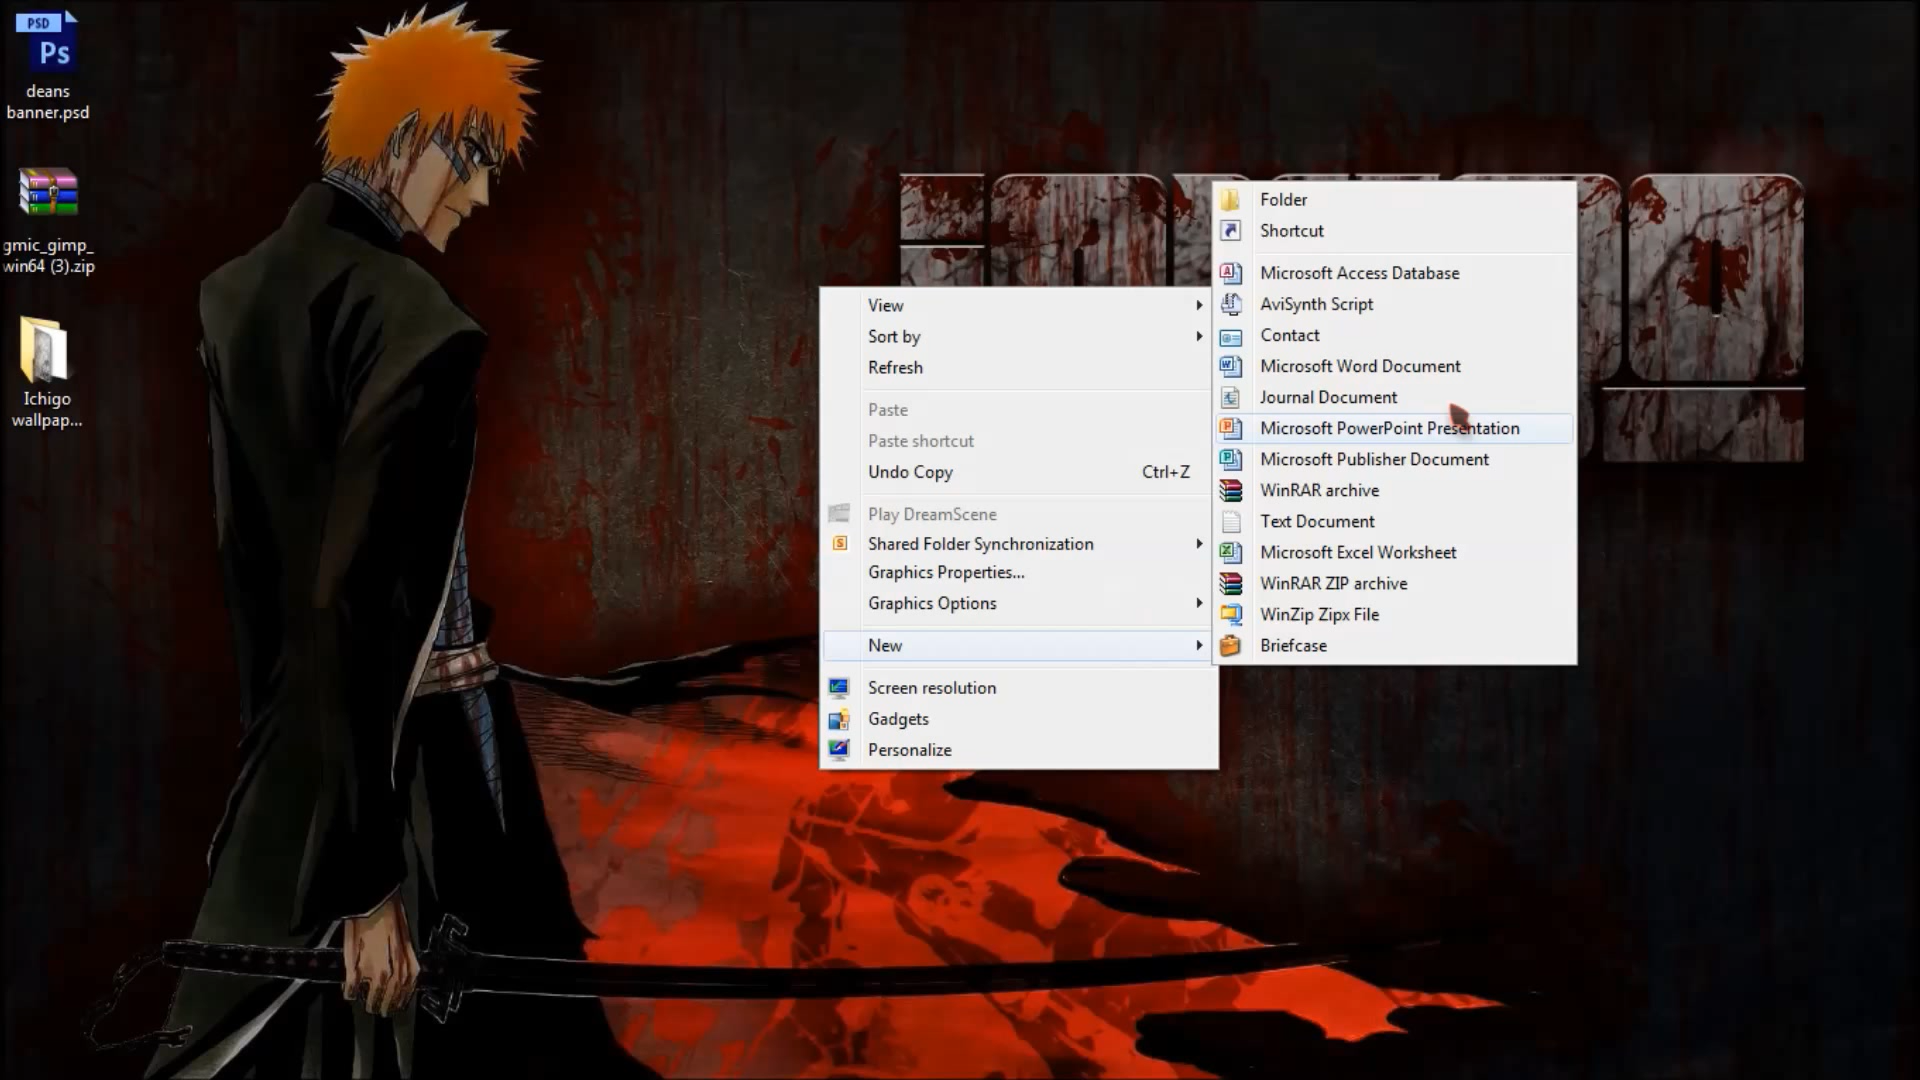 PSD
Ps
deans
banner.psd
gmic_gimp_
win64 (3).zip
Ichigo
wallpap...
View
Sort by
Refresh
Paste
Paste shortcut
Undo Copy Ctrl+Z
Play DreamScene
Shared Folder Synchronization
Graphics Properties...
Graphics Options
New
Screen resolution
Gadgets
Personalize
Folder
Shortcut
Microsoft Access Database
AviSynth Script
Contact
Microsoft Word Document
Journal Document
Microsoft PowerPoint Presentation
Microsoft Publisher Document
WinRAR archive
Text Document
Microsoft Excel Worksheet
WinRAR ZIP archive
WinZip Zipx File
Briefcase